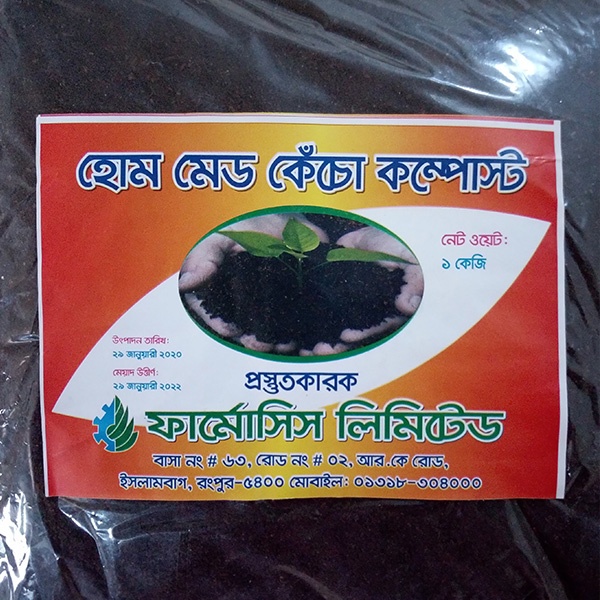 হোম মেড কেঁচো কম্পোস্ট
নেট ওয়েট:
১ কেজি
উৎপাদন তারিখ:
২৯ জানুয়ারী ২০২০
মেয়াদ উত্তীর্ণ:
২৯ জানুয়ারী ২০২২
প্রস্তুতকারক
ফার্মোসিস লিমিটেড
বাসা নং # ৬৩, রোড নং # ০২, আর.কে রোড,
ইসলামবাগ, রংপুর-৫৪০০ মোবাইল: ০১৩১৮-৩০৪০০০